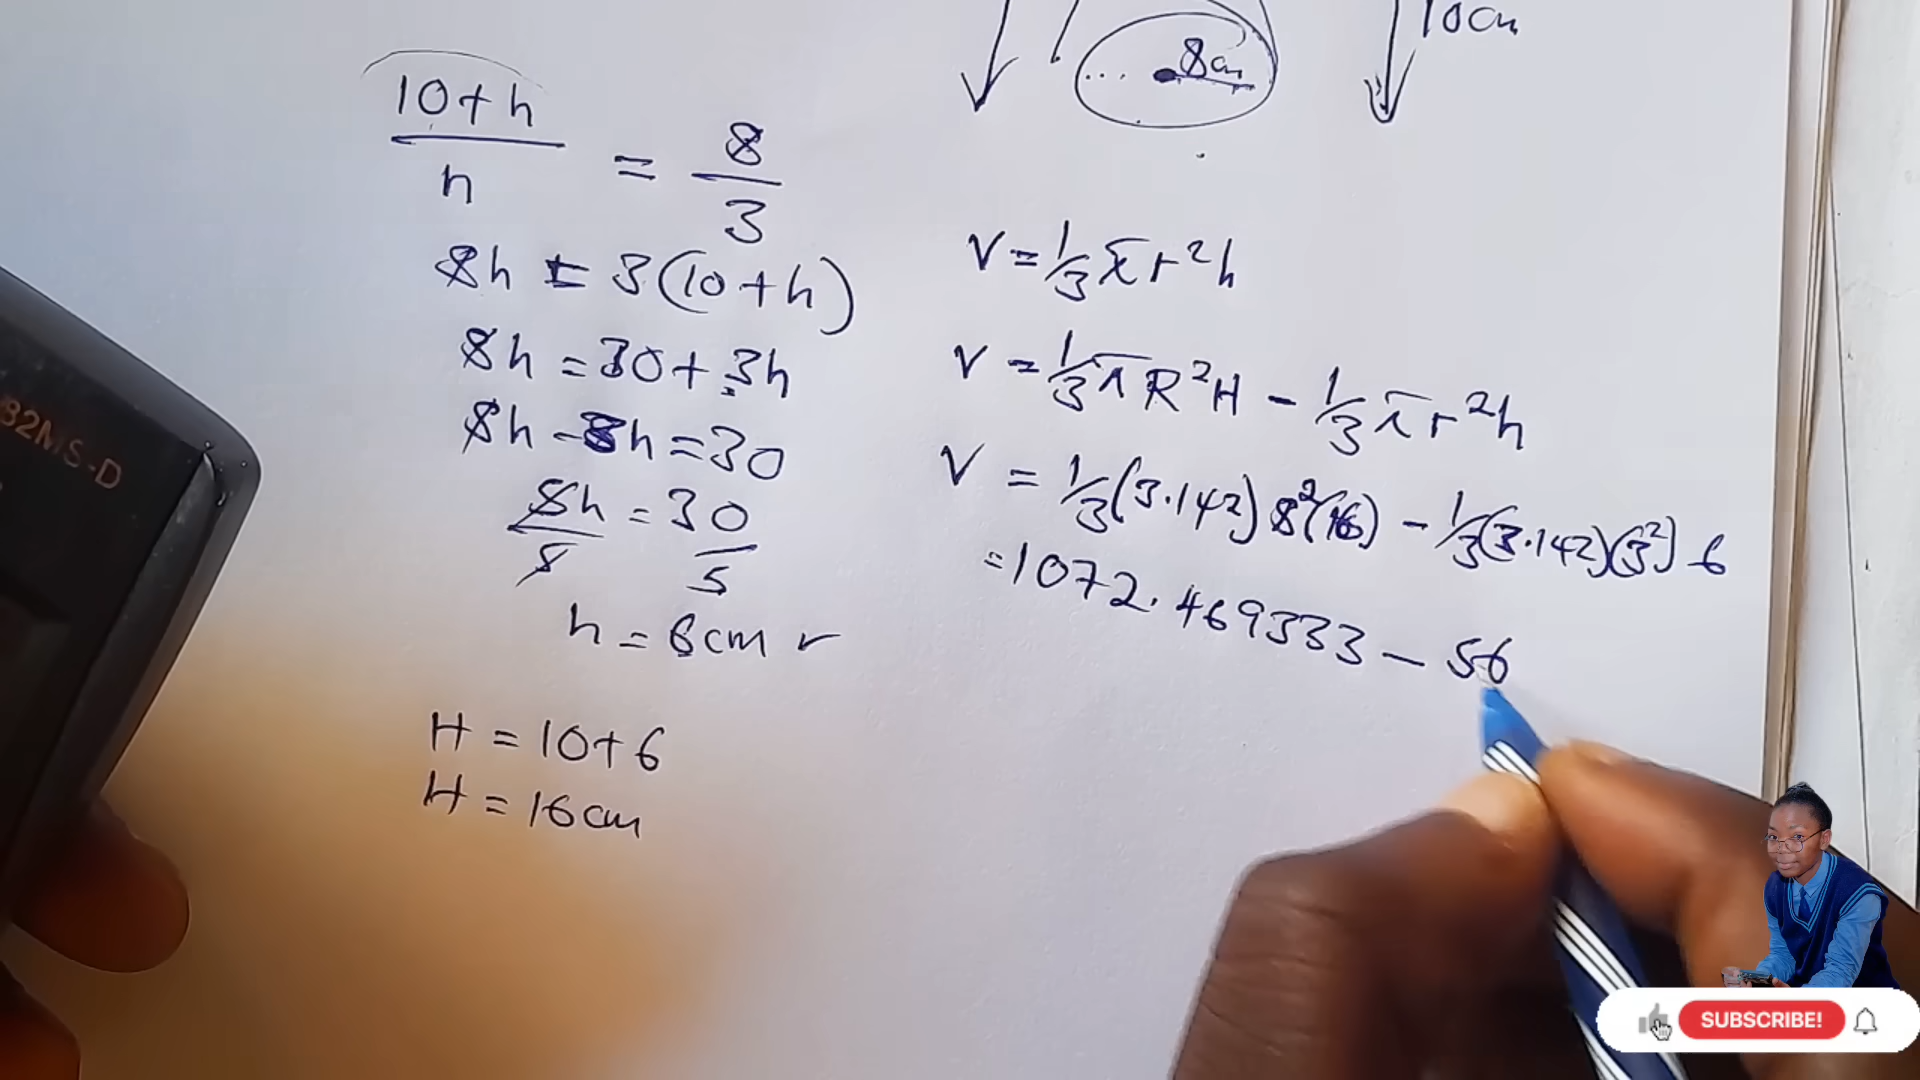 8cm
10cm
10+h
h
=
8
3
8h = 3(10+h)
8h = 30 + 3h
8h - 3h = 30
5h = 30
5 5
h = 6cm
H = 10+6
H = 16cm
V = 1/3 πr²h
V = 1/3 πR²H - 1/3 πr²h
V = 1/3(3.142) 8²(16) - 1/3(3.142)(3²) 6
= 1072.469333 - 56
82MS-D
SUBSCRIBE!